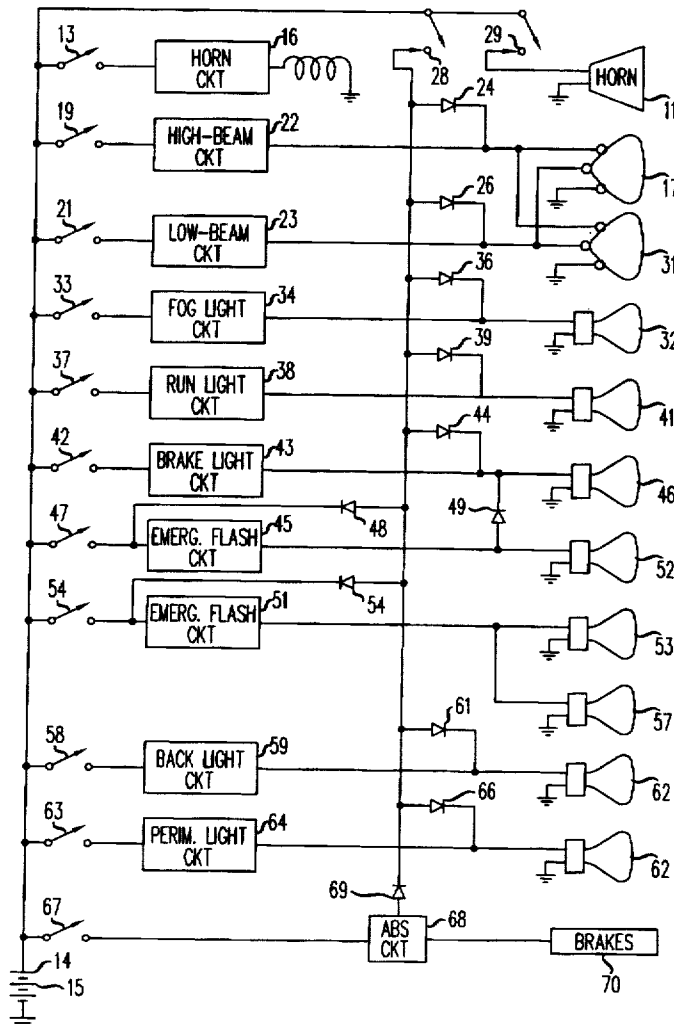 13
16
HORN
CKT
28
29
HORN
11
24
19
22
HIGH-BEAM
CKT
17
26
21
23
LOW-BEAM
CKT
31
36
33
34
FOG LIGHT
CKT
32
39
37
38
RUN LIGHT
CKT
41
44
42
43
BRAKE LIGHT
CKT
46
47
45
48
49
EMERG. FLASH
CKT
52
54
51
54
EMERG. FLASH
CKT
53
57
61
58
59
BACK LIGHT
CKT
62
66
63
64
PERIM. LIGHT
CKT
62
69
67
68
ABS
CKT
BRAKES
70
14
15